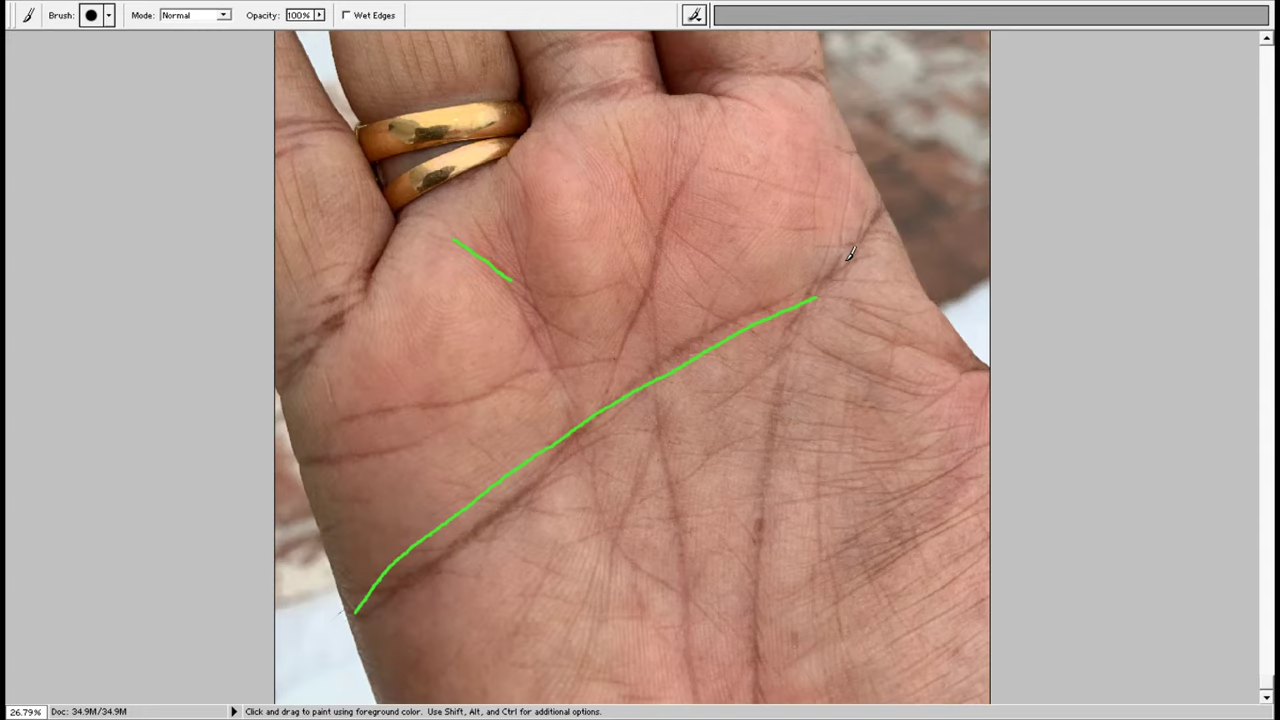 Brush: Mode: Normal Opacity: 100% Wet Edges
26.79% Doc: 34.9M/34.9M Click and drag to paint using foreground color. Use Shift, Alt, and Ctrl for additional options.